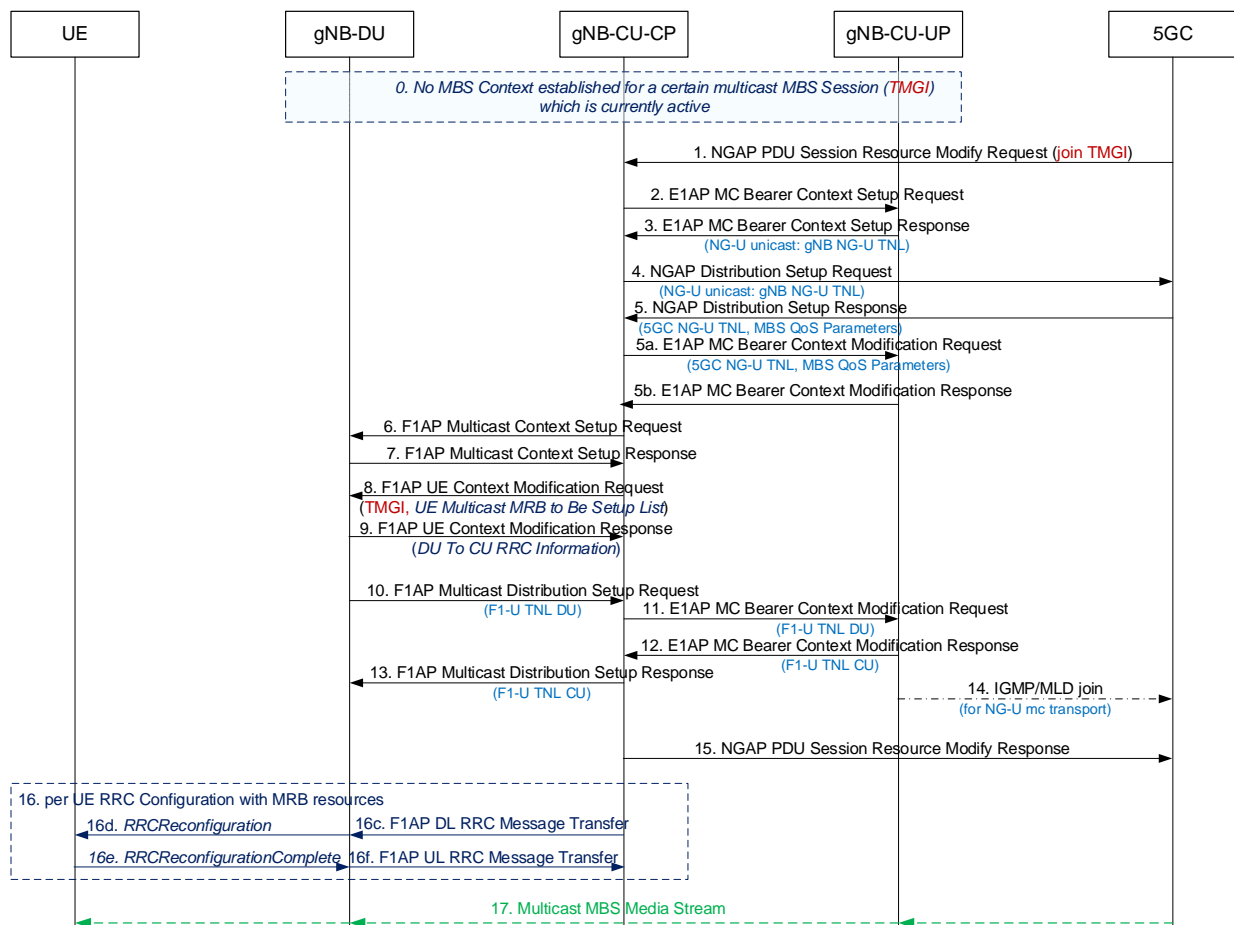 UE
gNB-DU
gNB-CU-CP
gNB-CU-UP
5GC
0. No MBS Context established for a certain multicast MBS Session (TMGI)
which is currently active
1. NGAP PDU Session Resource Modify Request (join TMGI)
2. E1AP MC Bearer Context Setup Request
3. E1AP MC Bearer Context Setup Response
(NG-U unicast: gNB NG-U TNL)
4. NGAP Distribution Setup Request
(NG-U unicast: gNB NG-U TNL)
5. NGAP Distribution Setup Response
(5GC NG-U TNL, MBS QoS Parameters)
5a. E1AP MC Bearer Context Modification Request
(5GC NG-U TNL, MBS QoS Parameters)
5b. E1AP MC Bearer Context Modification Response
6. F1AP Multicast Context Setup Request
7. F1AP Multicast Context Setup Response
8. F1AP UE Context Modification Request
(TMGI, UE Multicast MRB to Be Setup List)
9. F1AP UE Context Modification Response
(DU To CU RRC Information)
10. F1AP Multicast Distribution Setup Request
(F1-U TNL DU)
11. E1AP MC Bearer Context Modification Request
(F1-U TNL DU)
12. E1AP MC Bearer Context Modification Response
(F1-U TNL CU)
13. F1AP Multicast Distribution Setup Response
(F1-U TNL CU)
14. IGMP/MLD join
(for NG-U mc transport)
15. NGAP PDU Session Resource Modify Response
16. per UE RRC Configuration with MRB resources
16d. RRCReconfiguration
16c. F1AP DL RRC Message Transfer
16e. RRCReconfigurationComplete
16f. F1AP UL RRC Message Transfer
17. Multicast MBS Media Stream